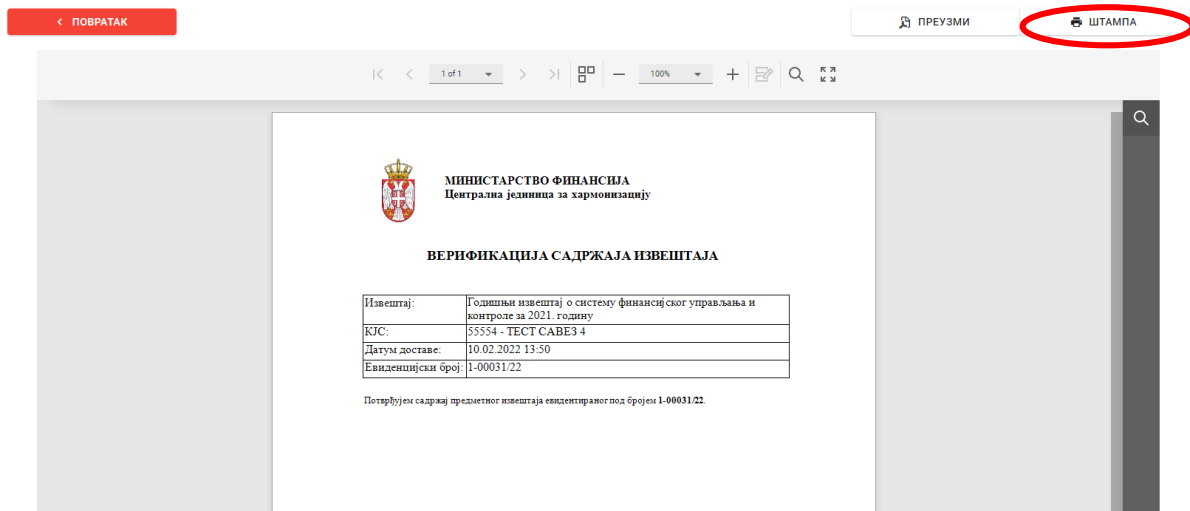 ПОВРАТАК
ПРЕУЗМИ
ШТАМПА
1 of 1
100%
МИНИСТАРСТВО ФИНАНСИЈА
Централна јединица за хармонизацију
ВЕРИФИКАЦИЈА САДРЖАЈА ИЗВЕШТАЈА
Извештај: Годишњи извештај о систему финансијског управљања и
контроле за 2021. годину
КЈС: 55554 - ТЕСТ САВЕЗ 4
Датум доставе: 10.02.2022 13:50
Евиденцијски број: 1-00031/22
Потврђујем садржај предметног извештаја евидентираног под бројем 1-00031/22.